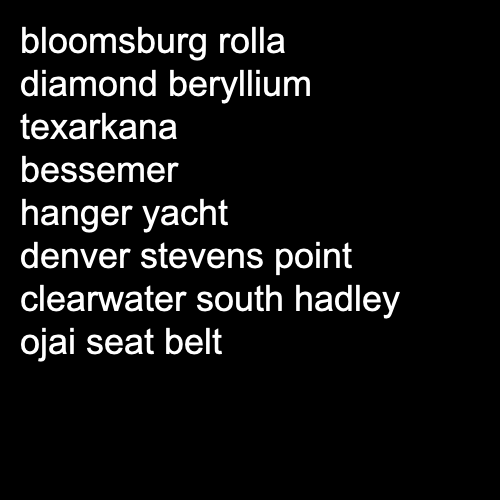 bloomsburg rolla
diamond beryllium
texarkana
bessemer
hanger yacht
denver stevens point
clearwater south hadley
ojai seat belt